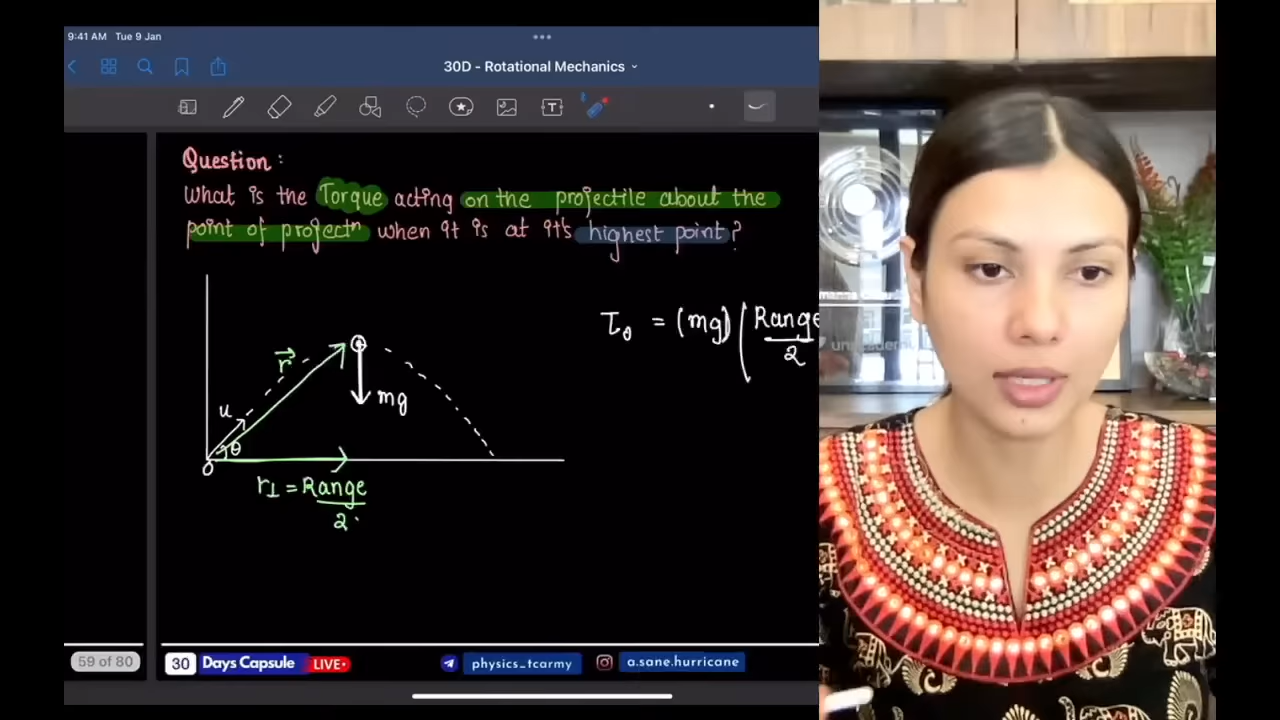 9:41 AM Tue 9 Jan
30D - Rotational Mechanics
T
Question :
What is the Torque acting on the projectile about the
point of projectⁿ when it is at it's highest point?
τ₀ = (mg) (Range
2
r⃗
u
θ
mg
O
r⊥ = Range
2
59 of 80
30 Days Capsule LIVE
physics_tcarmy
a.sane.hurricane